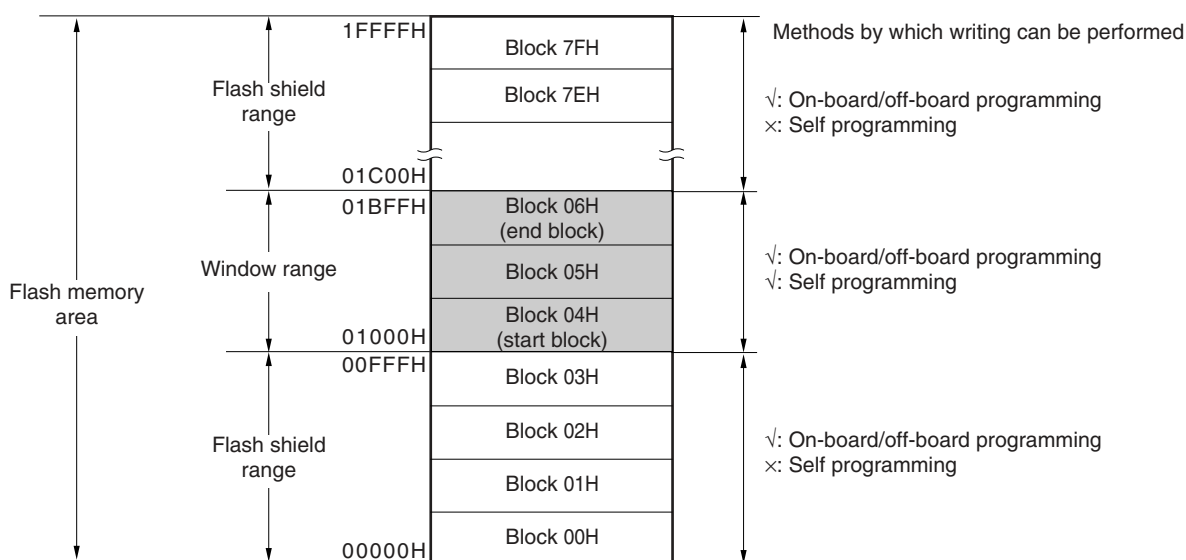 1FFFFH
Block 7FH
Methods by which writing can be performed
Flash shield
range
Block 7EH
√: On-board/off-board programming
×: Self programming
01C00H
01BFFH
Block 06H
(end block)
Window range
Block 05H
√: On-board/off-board programming
√: Self programming
Flash memory
area
Block 04H
(start block)
01000H
00FFFH
Block 03H
Flash shield
range
Block 02H
√: On-board/off-board programming
×: Self programming
Block 01H
Block 00H
00000H